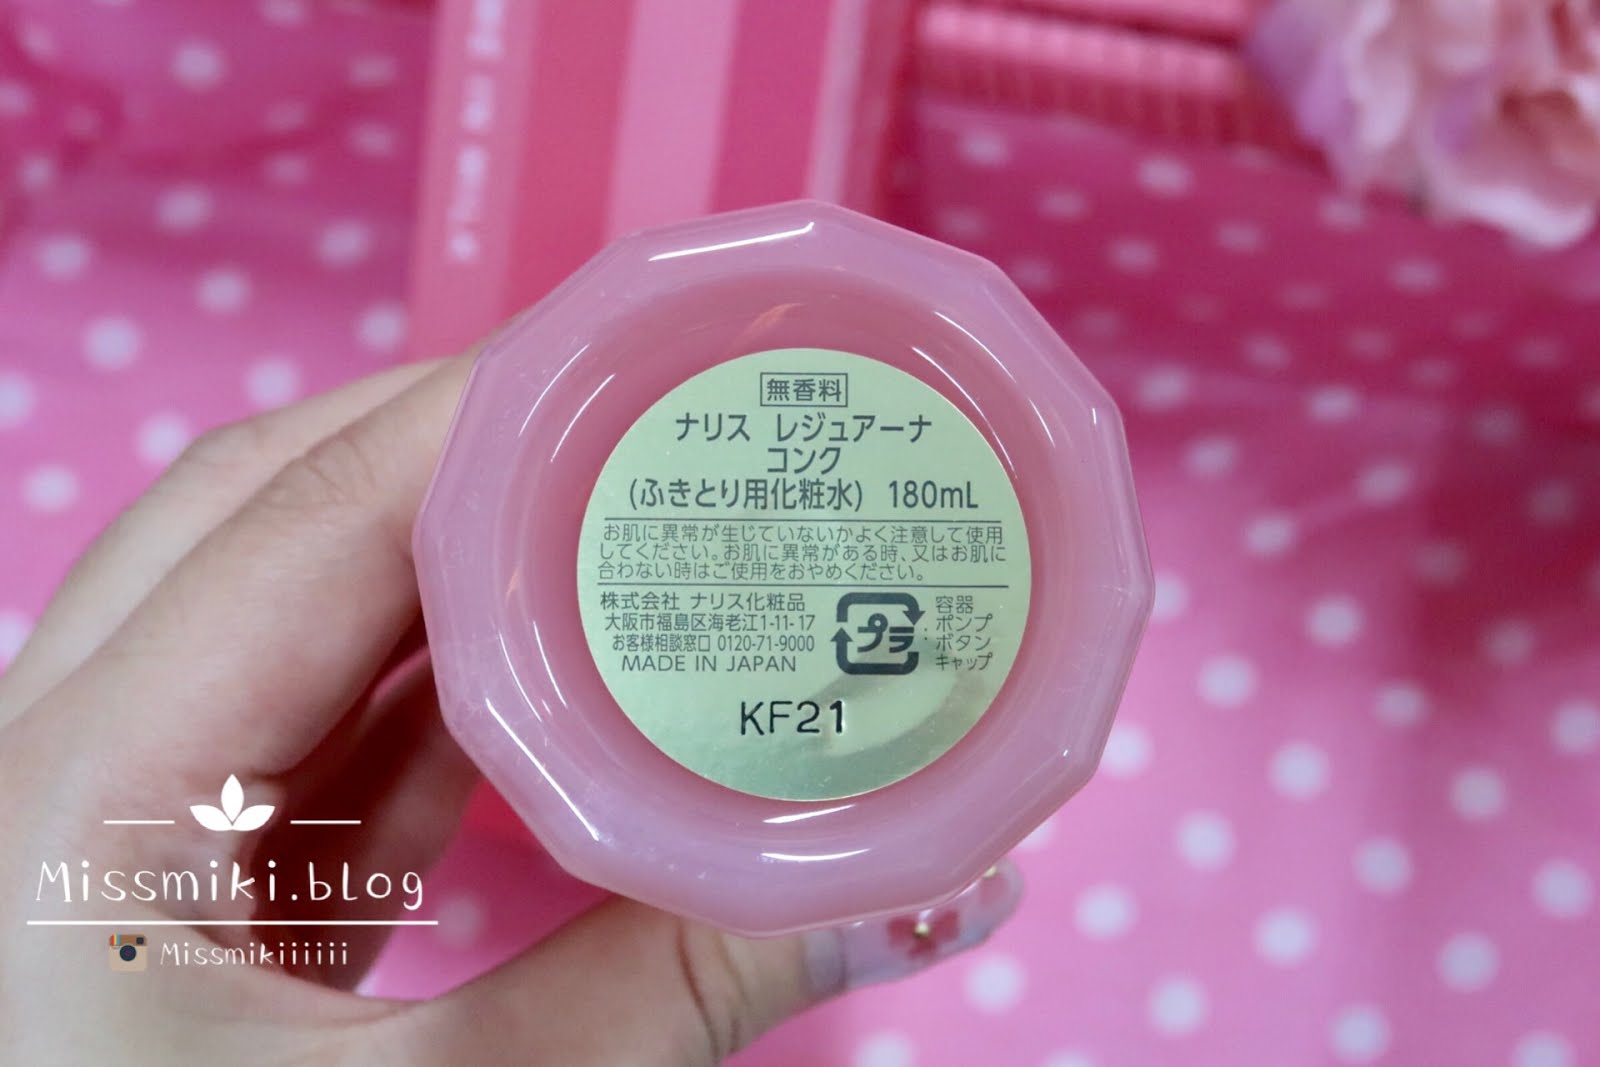 無香料
ナリス レジュアーナ
コンク
(ふきとり用化粧水) 180mL
お肌に異常が生じていないかよく注意して使用
してください。お肌に異常がある時、又はお肌に
合わない時はご使用をおやめください。
株式会社 ナリス化粧品
大阪市福島区海老江1-11-17
お客様相談窓口 0120-71-9000
MADE IN JAPAN
プラ
:
容器
ポンプ
ボタン
キャップ
KF21
Missmiki.blog
Missmikiiiiii